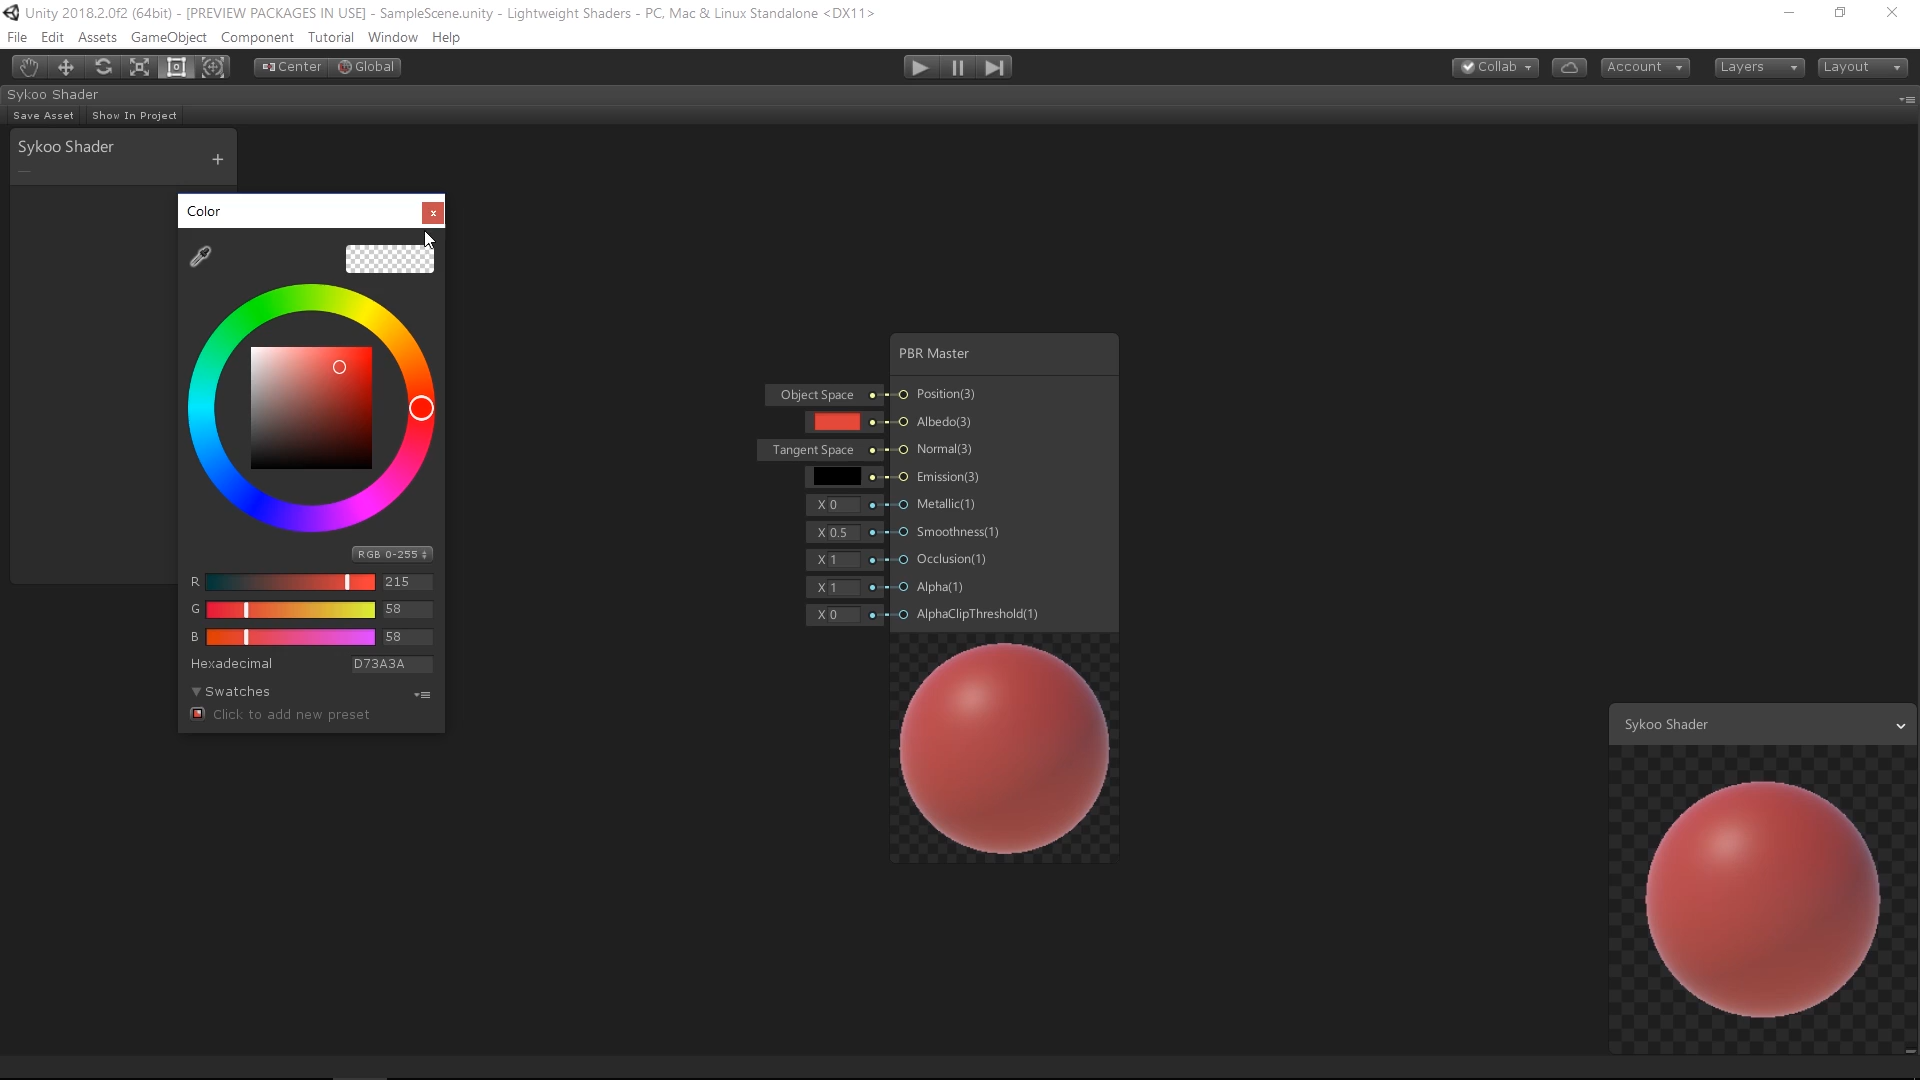 Unity 2018.2.0f2 (64bit) - [PREVIEW PACKAGES IN USE] - SampleScene.unity - Lightweight Shaders - PC, Mac & Linux Standalone <DX11>
File Edit Assets GameObject Component Tutorial Window Help
Center Global Collab Account Layers Layout
Sykoo Shader
Save Asset Show In Project
Sykoo Shader
+
Color
x
RGB 0-255
R 215
G 58
B 58
Hexadecimal D73A3A
Swatches
Click to add new preset
PBR Master
Object Space Position(3)
Albedo(3)
Tangent Space Normal(3)
Emission(3)
X 0 Metallic(1)
X 0.5 Smoothness(1)
X 1 Occlusion(1)
X 1 Alpha(1)
X 0 AlphaClipThreshold(1)
Sykoo Shader